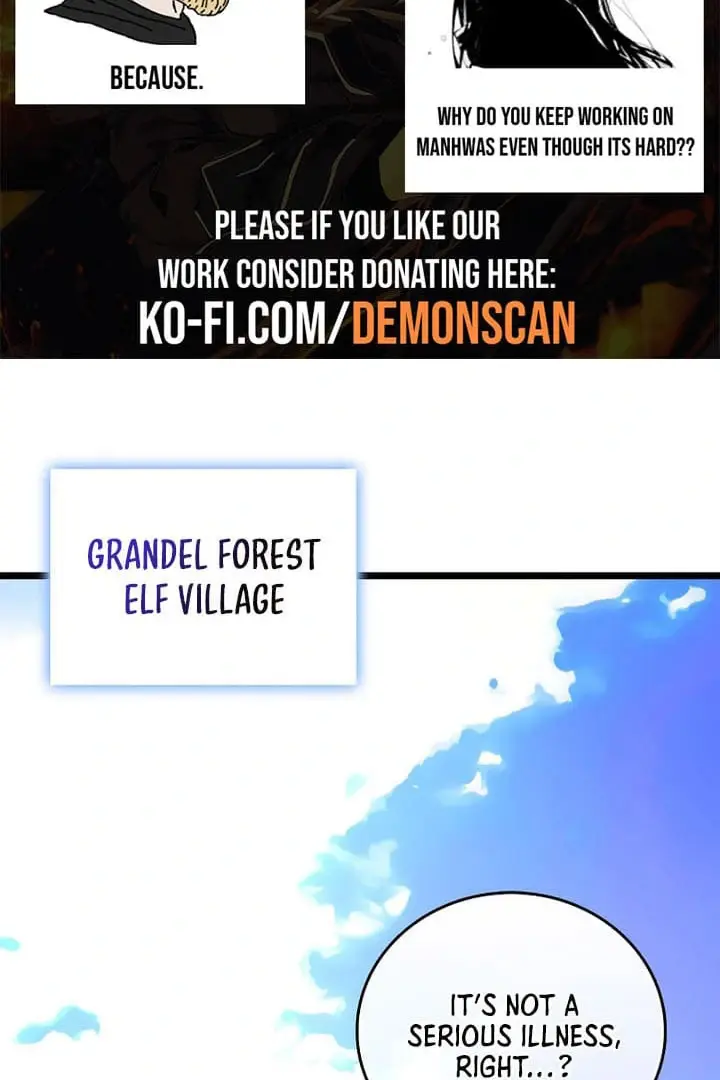 BECAUSE.
WHY DO YOU KEEP WORKING ON
MANHWAS EVEN THOUGH ITS HARD??
PLEASE IF YOU LIKE OUR
WORK CONSIDER DONATING HERE:
KO-FI.COM/DEMONSCAN
GRANDEL FOREST
ELF VILLAGE
IT'S NOT A
SERIOUS ILLNESS,
RIGHT...?